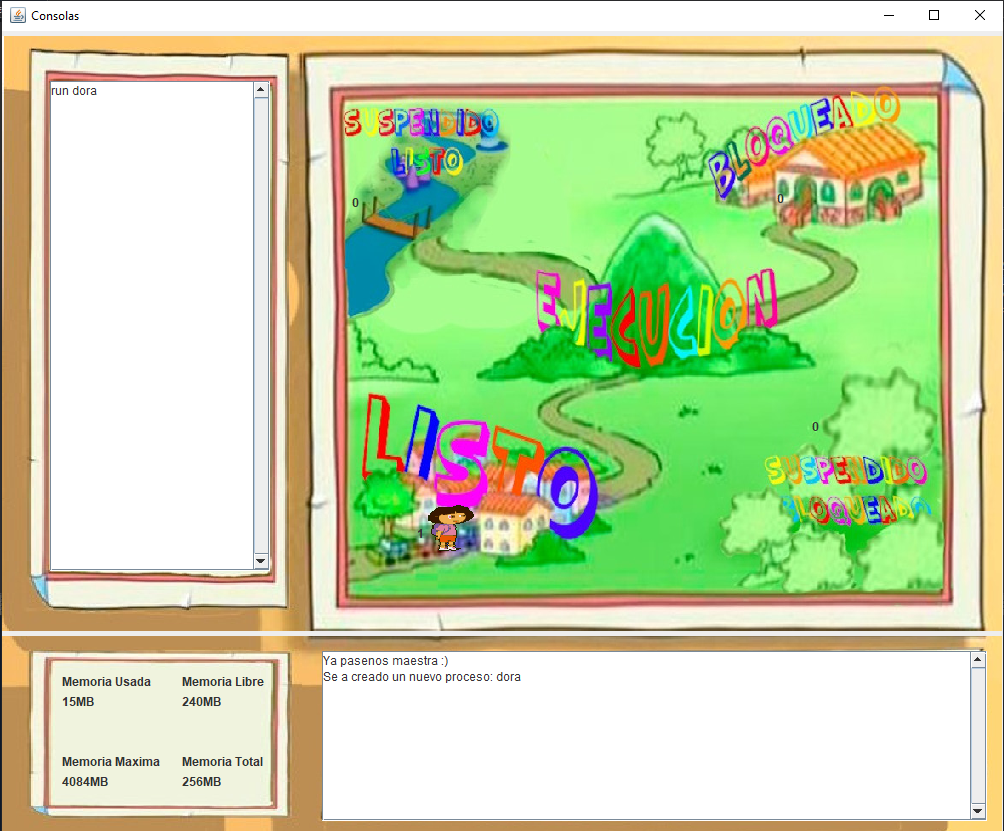 Consolas
run dora
SUSPENDIDO
LISTO
0
BLOQUEADO
0
EJECUCION
LISTO
0
SUSPENDIDO
BLOQUEADO
Memoria Usada
Memoria Libre
15MB
240MB
Memoria Maxima
Memoria Total
4084MB
256MB
Ya pasenos maestra :)
Se a creado un nuevo proceso: dora